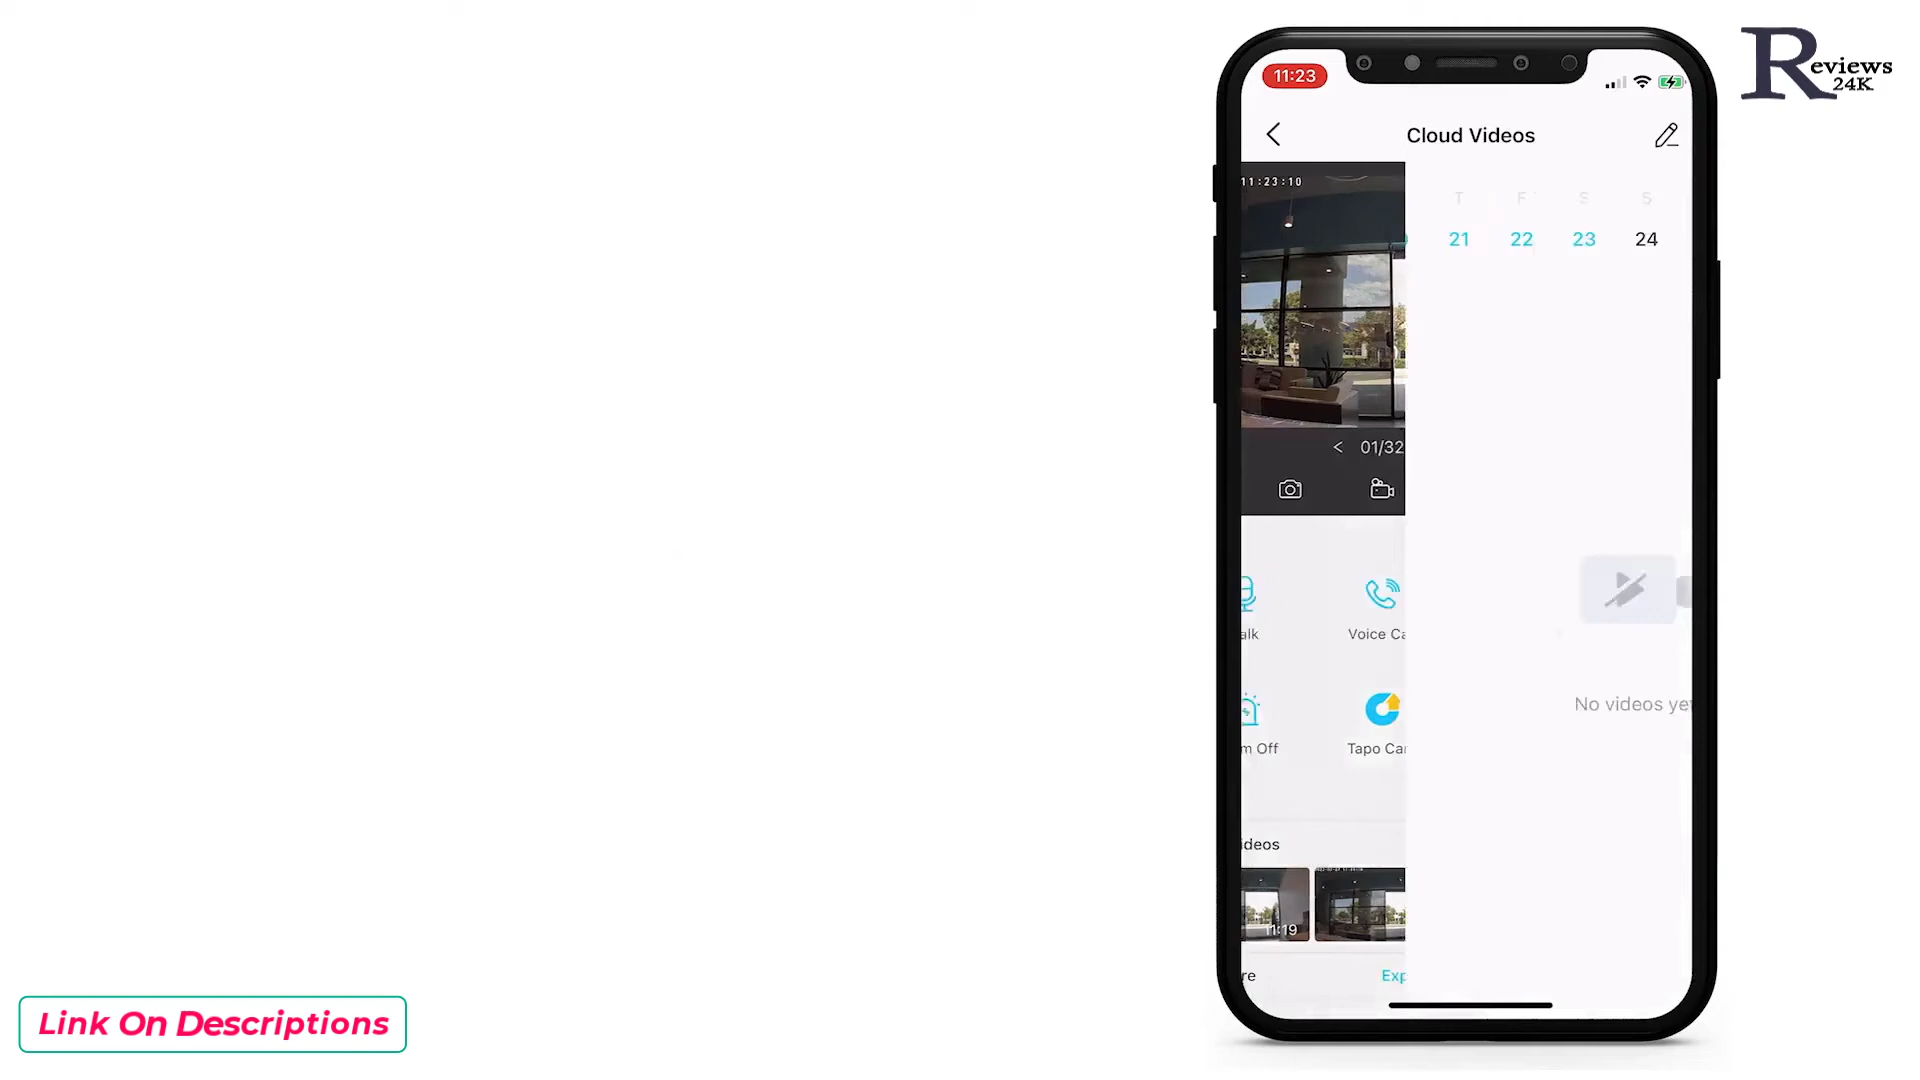 Reviews
24K
11:23
Cloud Videos
11:23:10
T F S S
21 22 23 24
< 01/32
alk
Voice Ca
m Off
Tapo Car
No videos yet
ideos
11:19
re
Exp
Link On Descriptions